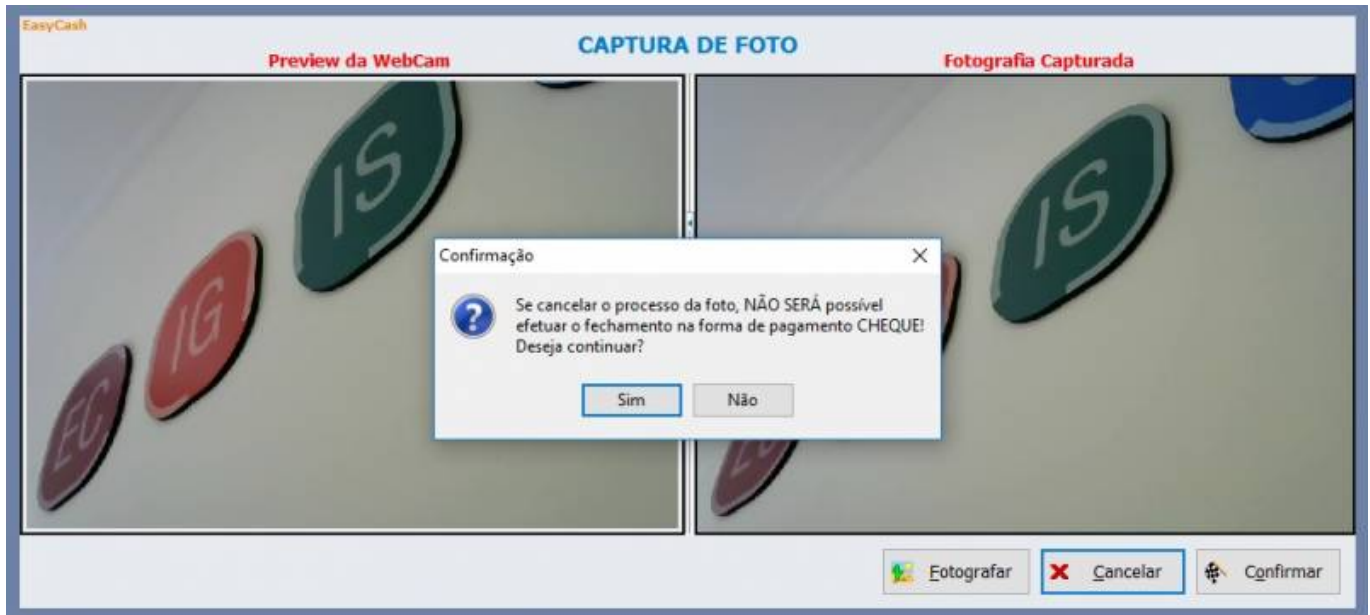 EasyCash
CAPTURA DE FOTO
Preview da WebCam
Fotografia Capturada
IS
IG
EC
IS
Confirmação
Se cancelar o processo da foto, NÃO SERÁ possível
efetuar o fechamento na forma de pagamento CHEQUE!
Deseja continuar?
Sim
Não
Fotografar
Cancelar
Confirmar